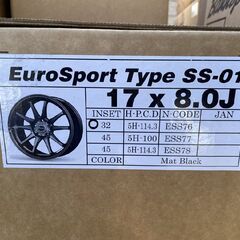 EuroSport Type SS-01
17 x 8.0J
INSET H-P.C.D N-CODE JAN
32 5H-114.3 ESS76
45 5H-100 ESS77
45 5H-114.3 ESS78
COLOR Mat Black